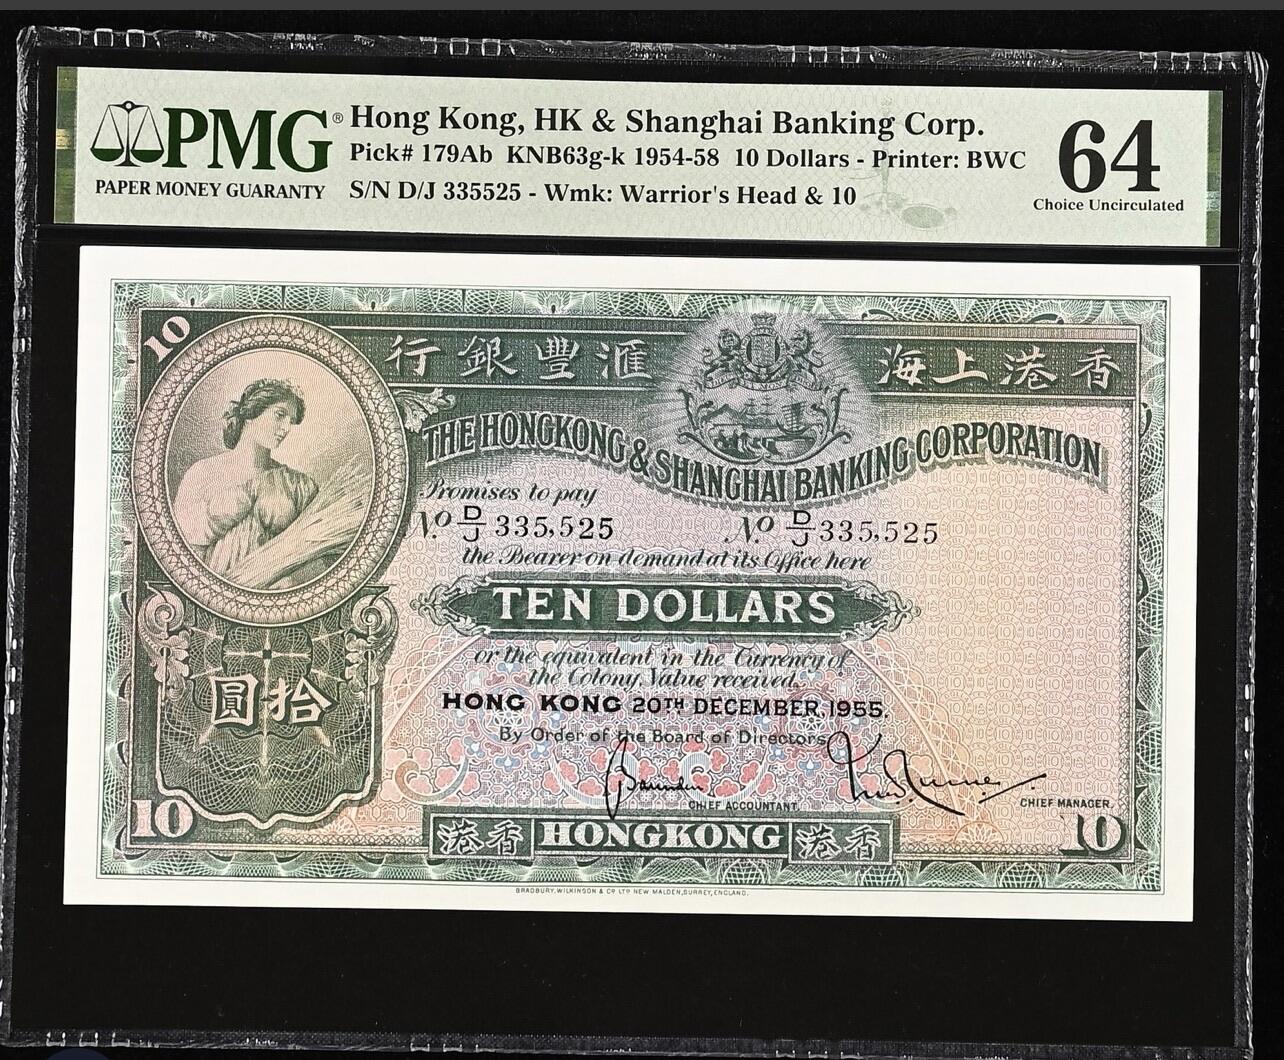 PMG®
PAPER MONEY GUARANTY
Hong Kong, HK & Shanghai Banking Corp.
Pick# 179Ab KNB63g-k 1954-58 10 Dollars - Printer: BWC
S/N D/J 335525 - Wmk: Warrior's Head & 10
64
Choice Uncirculated
10
行銀豐滙 海上港香
THE HONGKONG & SHANGHAI BANKING CORPORATION
Promises to pay
No. D/J 335,525 No. D/J 335,525
the Bearer on demand at its Office here
TEN DOLLARS
or the equivalent in the Currency of
the Colony, Value received.
圓拾
HONG KONG 20TH DECEMBER, 1955.
By Order of the Board of Directors
CHIEF ACCOUNTANT.
CHIEF MANAGER.
10 港香 HONGKONG 港香 10
BRADBURY, WILKINSON & CO LTD NEW MALDEN, SURREY, ENGLAND.